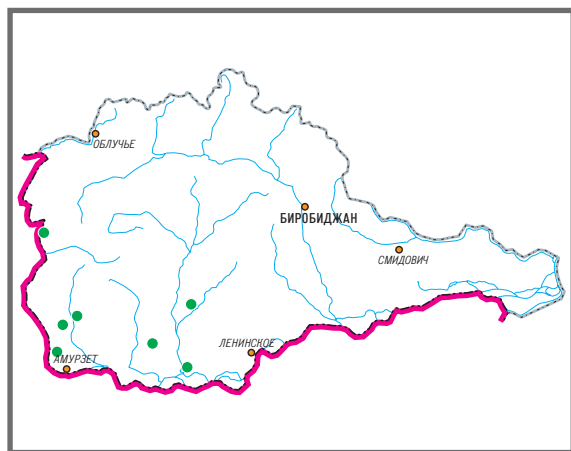 ОБЛУЧЬЕ
БИРОБИДЖАН
СМИДОВИЧ
ЛЕНИНСКОЕ
АМУРЗЕТ